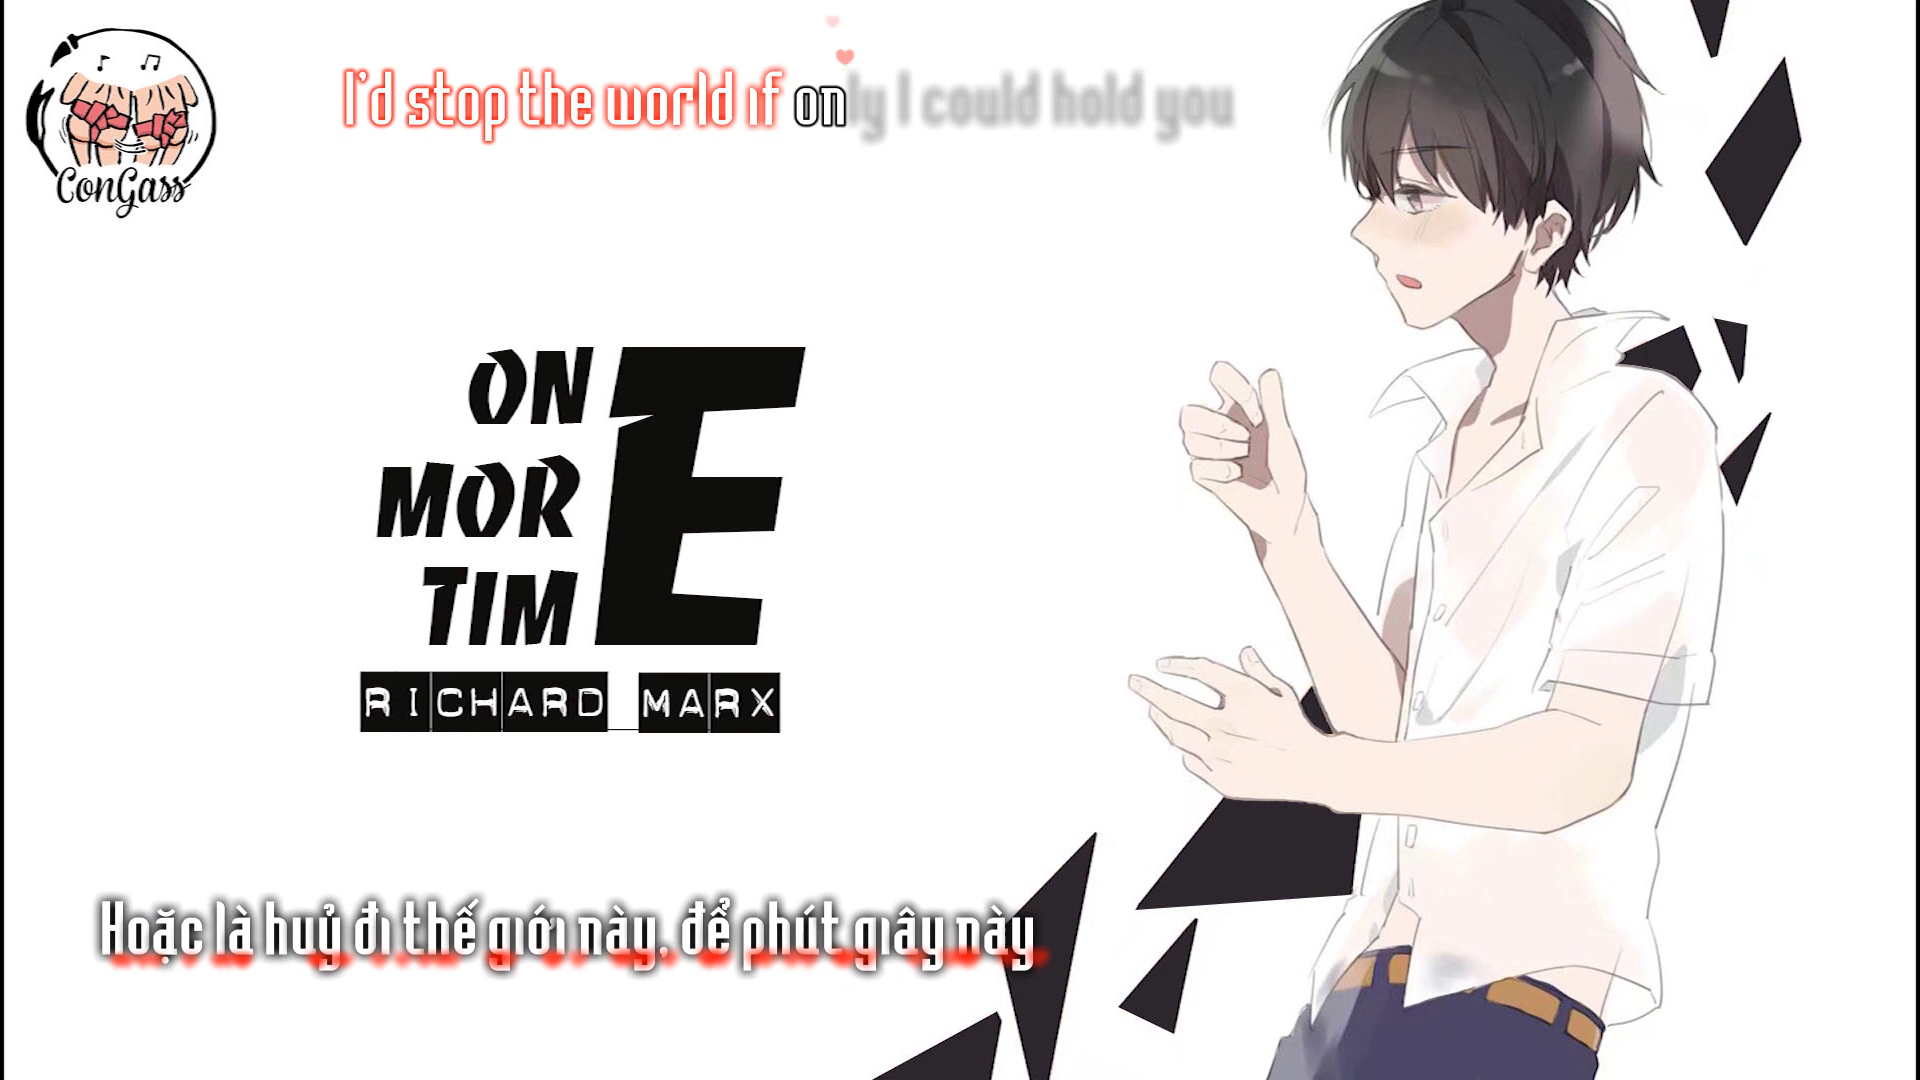 ConGass
I'd stop the world if only I could hold you
ON
MOR E
TIM
RICHARD MARX
Hoặc là huỷ đi thế giới này, để phút giây này